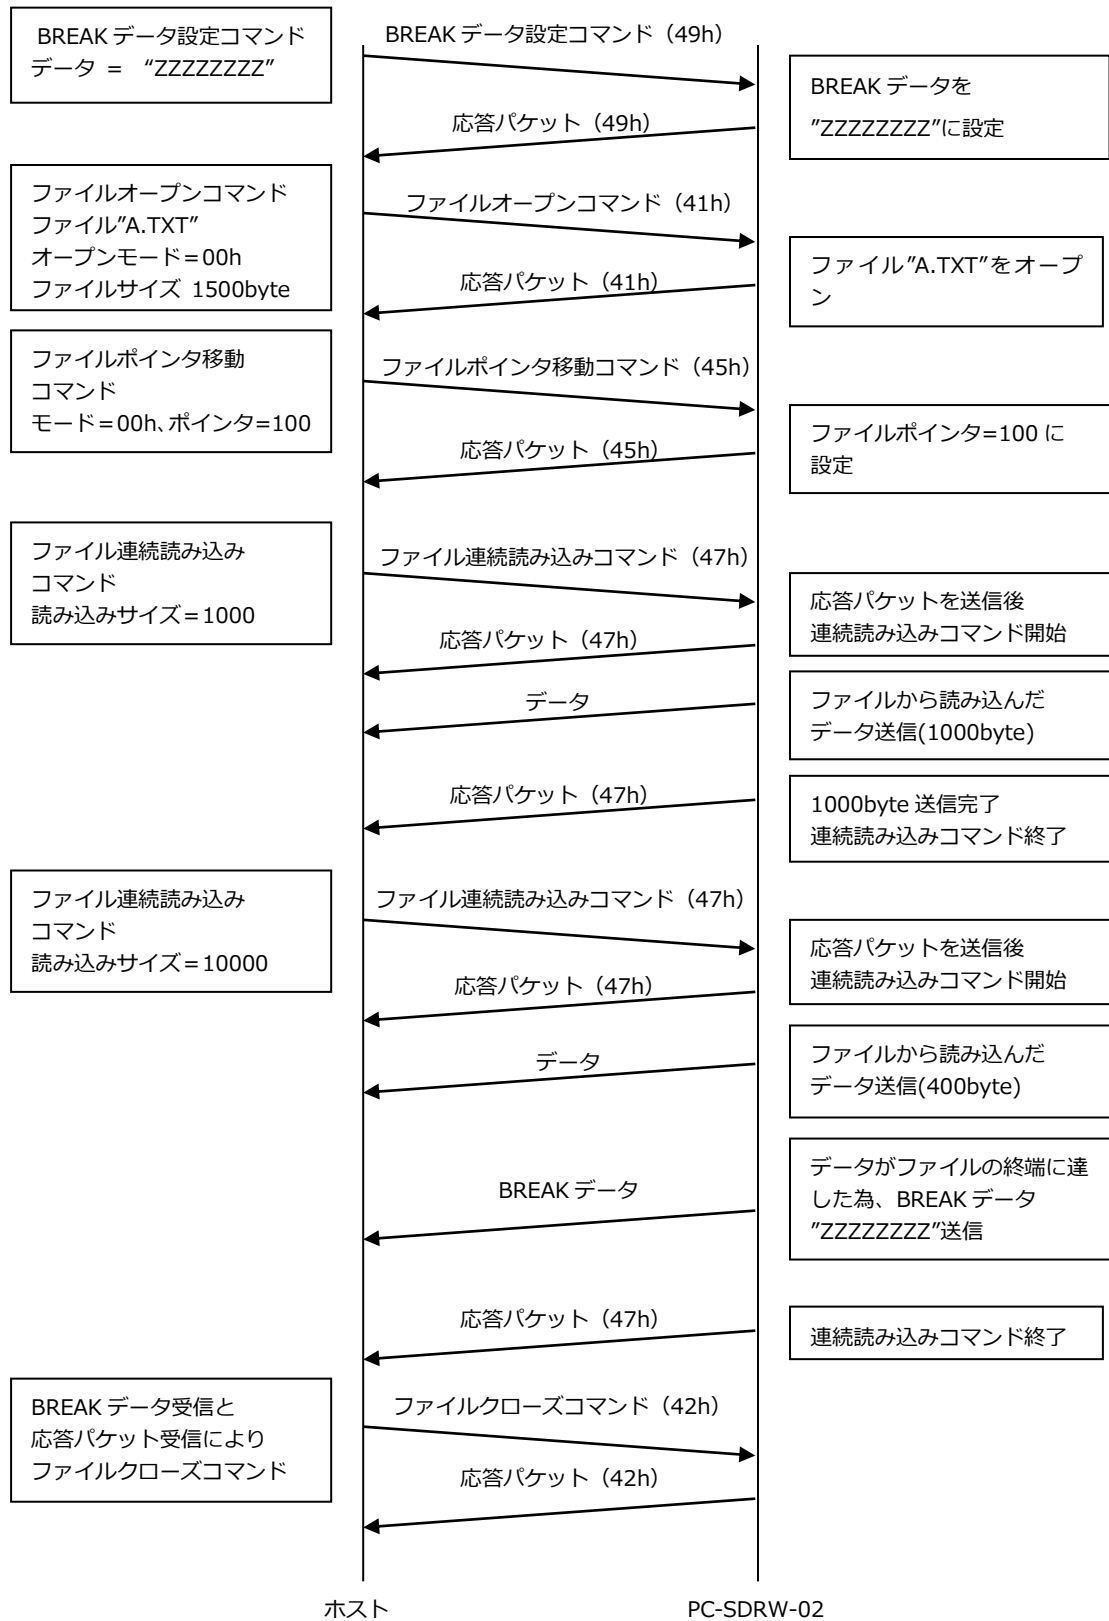 BREAK データ設定コマンド
データ = “ZZZZZZZZ”
BREAK データ設定コマンド（49h）
BREAK データを
”ZZZZZZZZ”に設定
応答パケット（49h）
ファイルオープンコマンド
ファイル”A.TXT”
オープンモード＝00h
ファイルサイズ 1500byte
ファイルオープンコマンド（41h）
ファイル”A.TXT”をオープ
ン
応答パケット（41h）
ファイルポインタ移動
コマンド
モード＝00h、ポインタ=100
ファイルポインタ移動コマンド（45h）
ファイルポインタ=100 に
設定
応答パケット（45h）
ファイル連続読み込み
コマンド
読み込みサイズ＝1000
ファイル連続読み込みコマンド（47h）
応答パケットを送信後
連続読み込みコマンド開始
応答パケット（47h）
データ
ファイルから読み込んだ
データ送信(1000byte)
応答パケット（47h）
1000byte 送信完了
連続読み込みコマンド終了
ファイル連続読み込み
コマンド
読み込みサイズ＝10000
ファイル連続読み込みコマンド（47h）
応答パケットを送信後
連続読み込みコマンド開始
応答パケット（47h）
データ
ファイルから読み込んだ
データ送信(400byte)
BREAK データ
データがファイルの終端に達
した為、BREAK データ
”ZZZZZZZZ”送信
応答パケット（47h）
連続読み込みコマンド終了
BREAK データ受信と
応答パケット受信により
ファイルクローズコマンド
ファイルクローズコマンド（42h）
応答パケット（42h）
ホスト
PC-SDRW-02